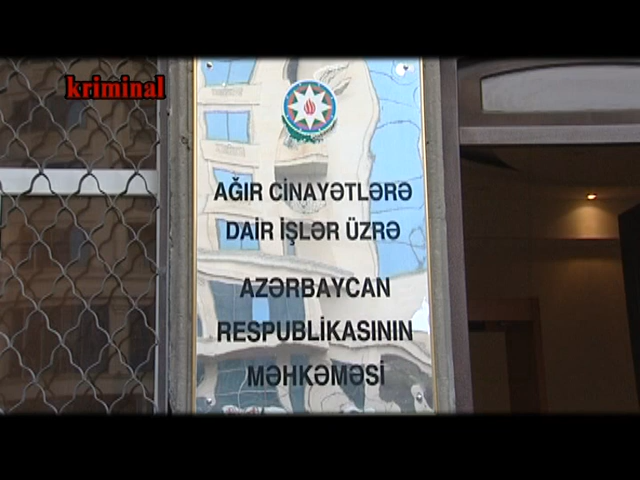 kriminal
AĞIR CİNAYƏTLƏRƏ
DAİR İŞLƏR ÜZRƏ
AZƏRBAYCAN
RESPUBLİKASININ
MƏHKƏMƏSİ